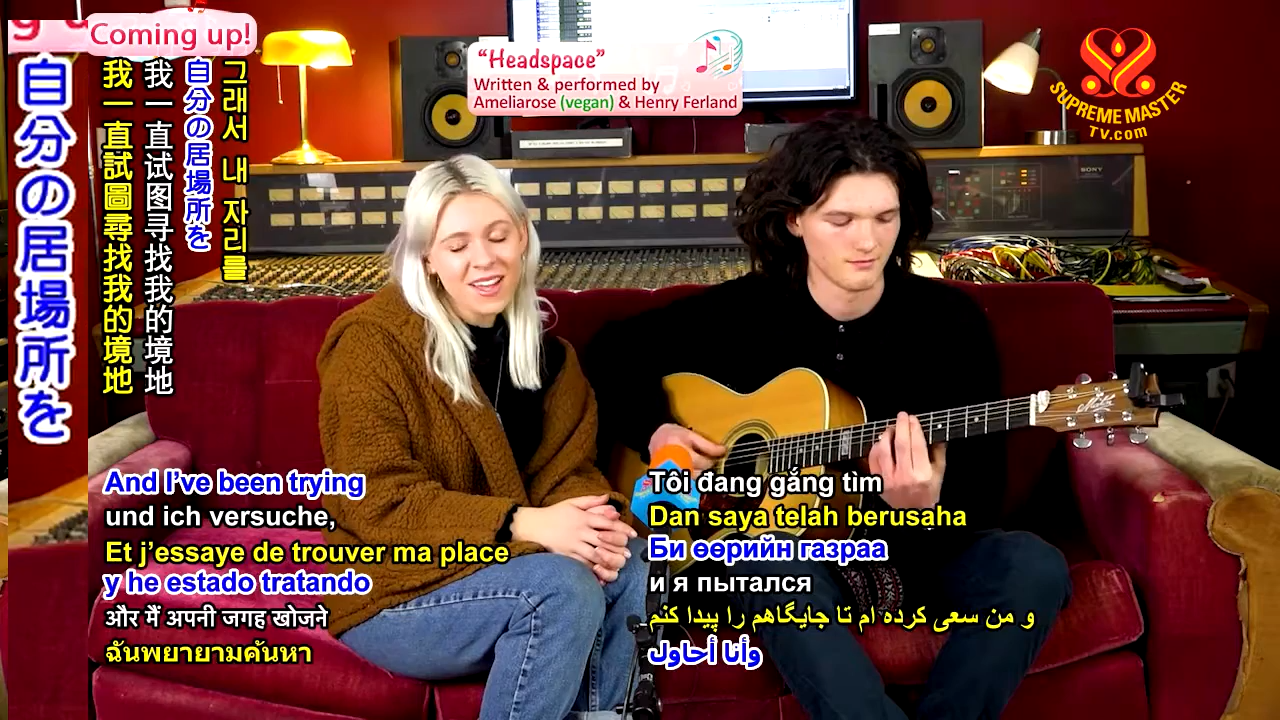 Coming up!
自分の居場所を
我一直試圖尋找我的境地
我一直试图寻找我的境地
自分の居場所を
그래서 내 자리를
“Headspace”
Written & performed by
Ameliarose (vegan) & Henry Ferland
SUPREME MASTER
TV.com
SONY
And I’ve been trying
und ich versuche,
Et j’essaye de trouver ma place
y he estado tratando
और मैं अपनी जगह खोजने
ฉันพยายามค้นหา
Tôi đang gắng tìm
Dan saya telah berusaha
Би өөрийн газраа
и я пытался
و من سعی کرده ام تا جایگاهم را پیدا کنم
وأنا أحاول